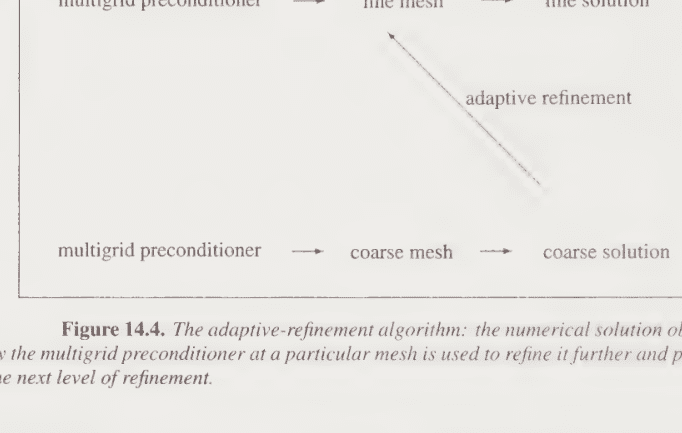 multigrid preconditioner fine mesh fine solution
adaptive refinement
multigrid preconditioner coarse mesh coarse solution
Figure 14.4. The adaptive-refinement algorithm: the numerical solution
the multigrid preconditioner at a particular mesh is used to refine it further and
next level of refinement.